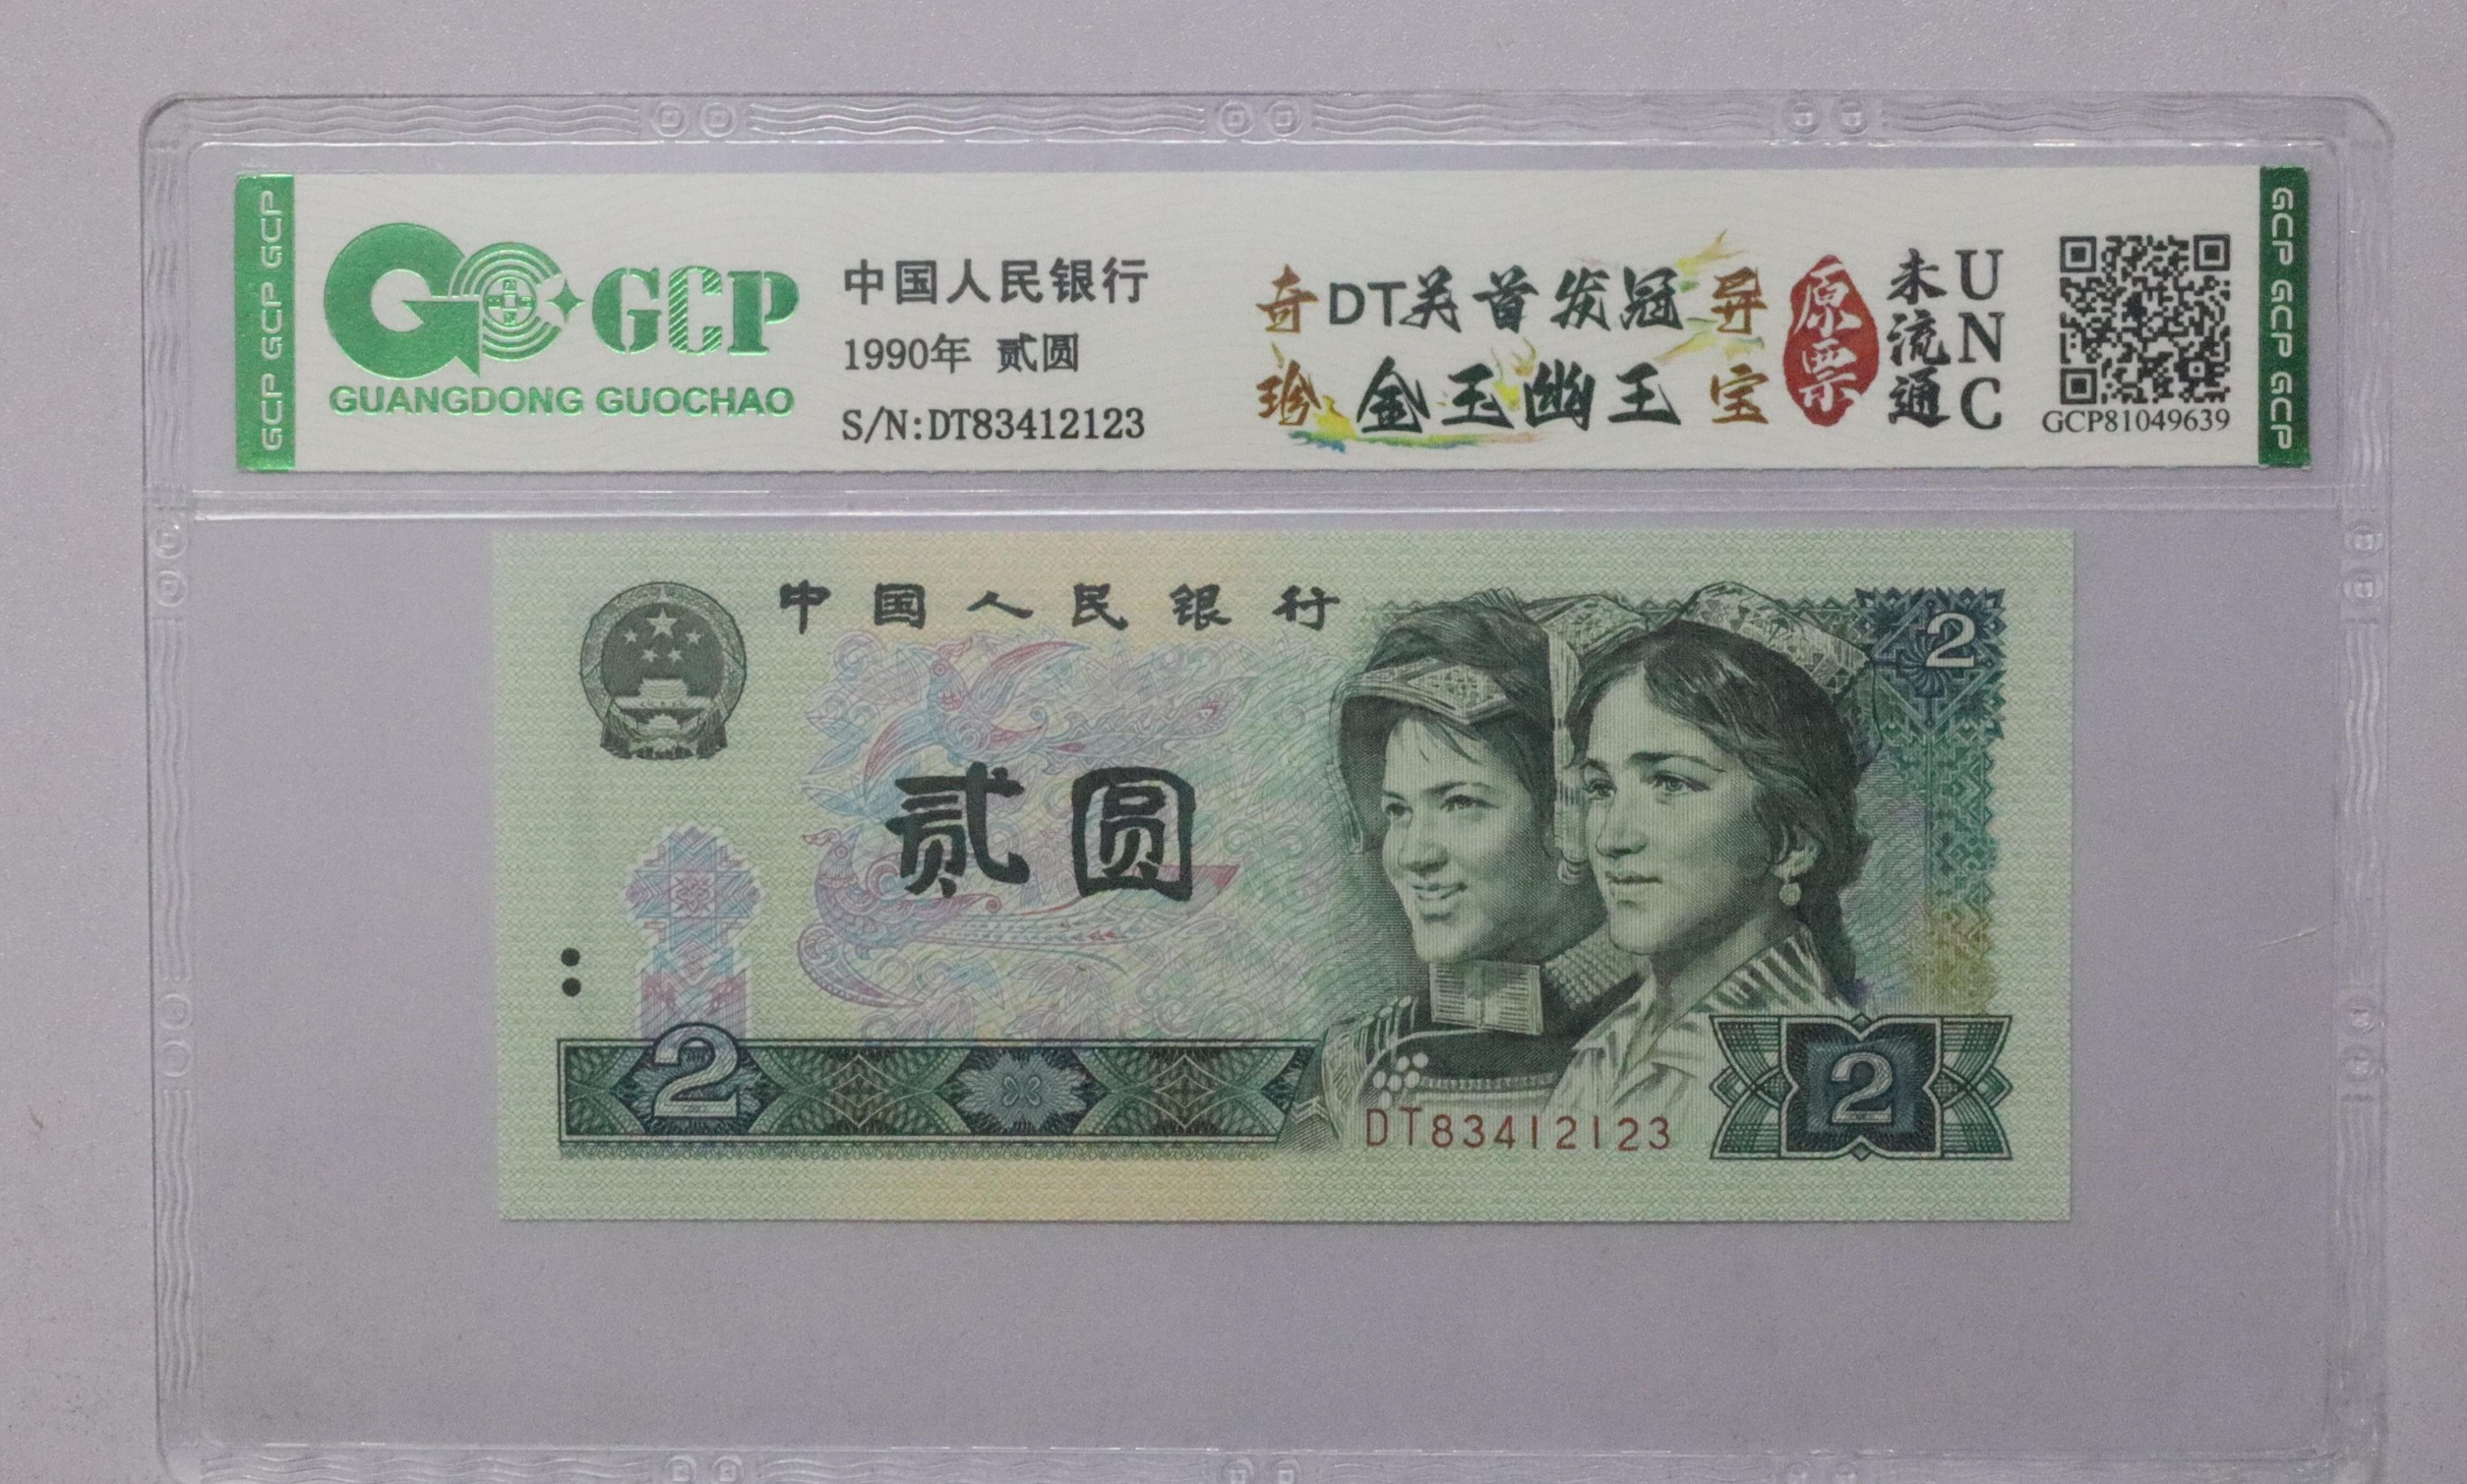 GCP GCP GCP
GCP
GUANGDONG GUOCHAO
中国人民银行
1990年 贰圆
S/N:DT83412123
奇珍
DT关首发冠
金玉幽王
异宝
原票
未流通
UNC
GCP81049639
GCP GCP GCP
中国人民银行
2
贰圆
2
DT83412123
2